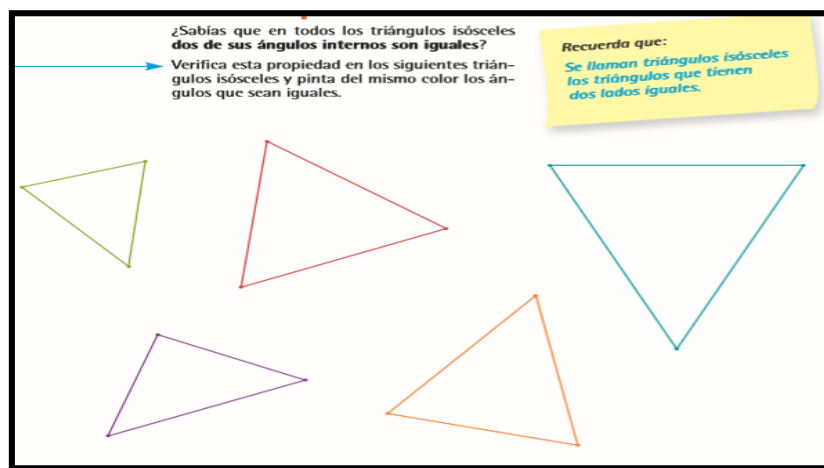 ¿Sabías que en todos los triángulos isósceles
dos de sus ángulos internos son iguales?
Verifica esta propiedad en los siguientes trián-
gulos isósceles y pinta del mismo color los án-
gulos que sean iguales.
Recuerda que:
Se llaman triángulos isósceles
los triángulos que tienen
dos lados iguales.